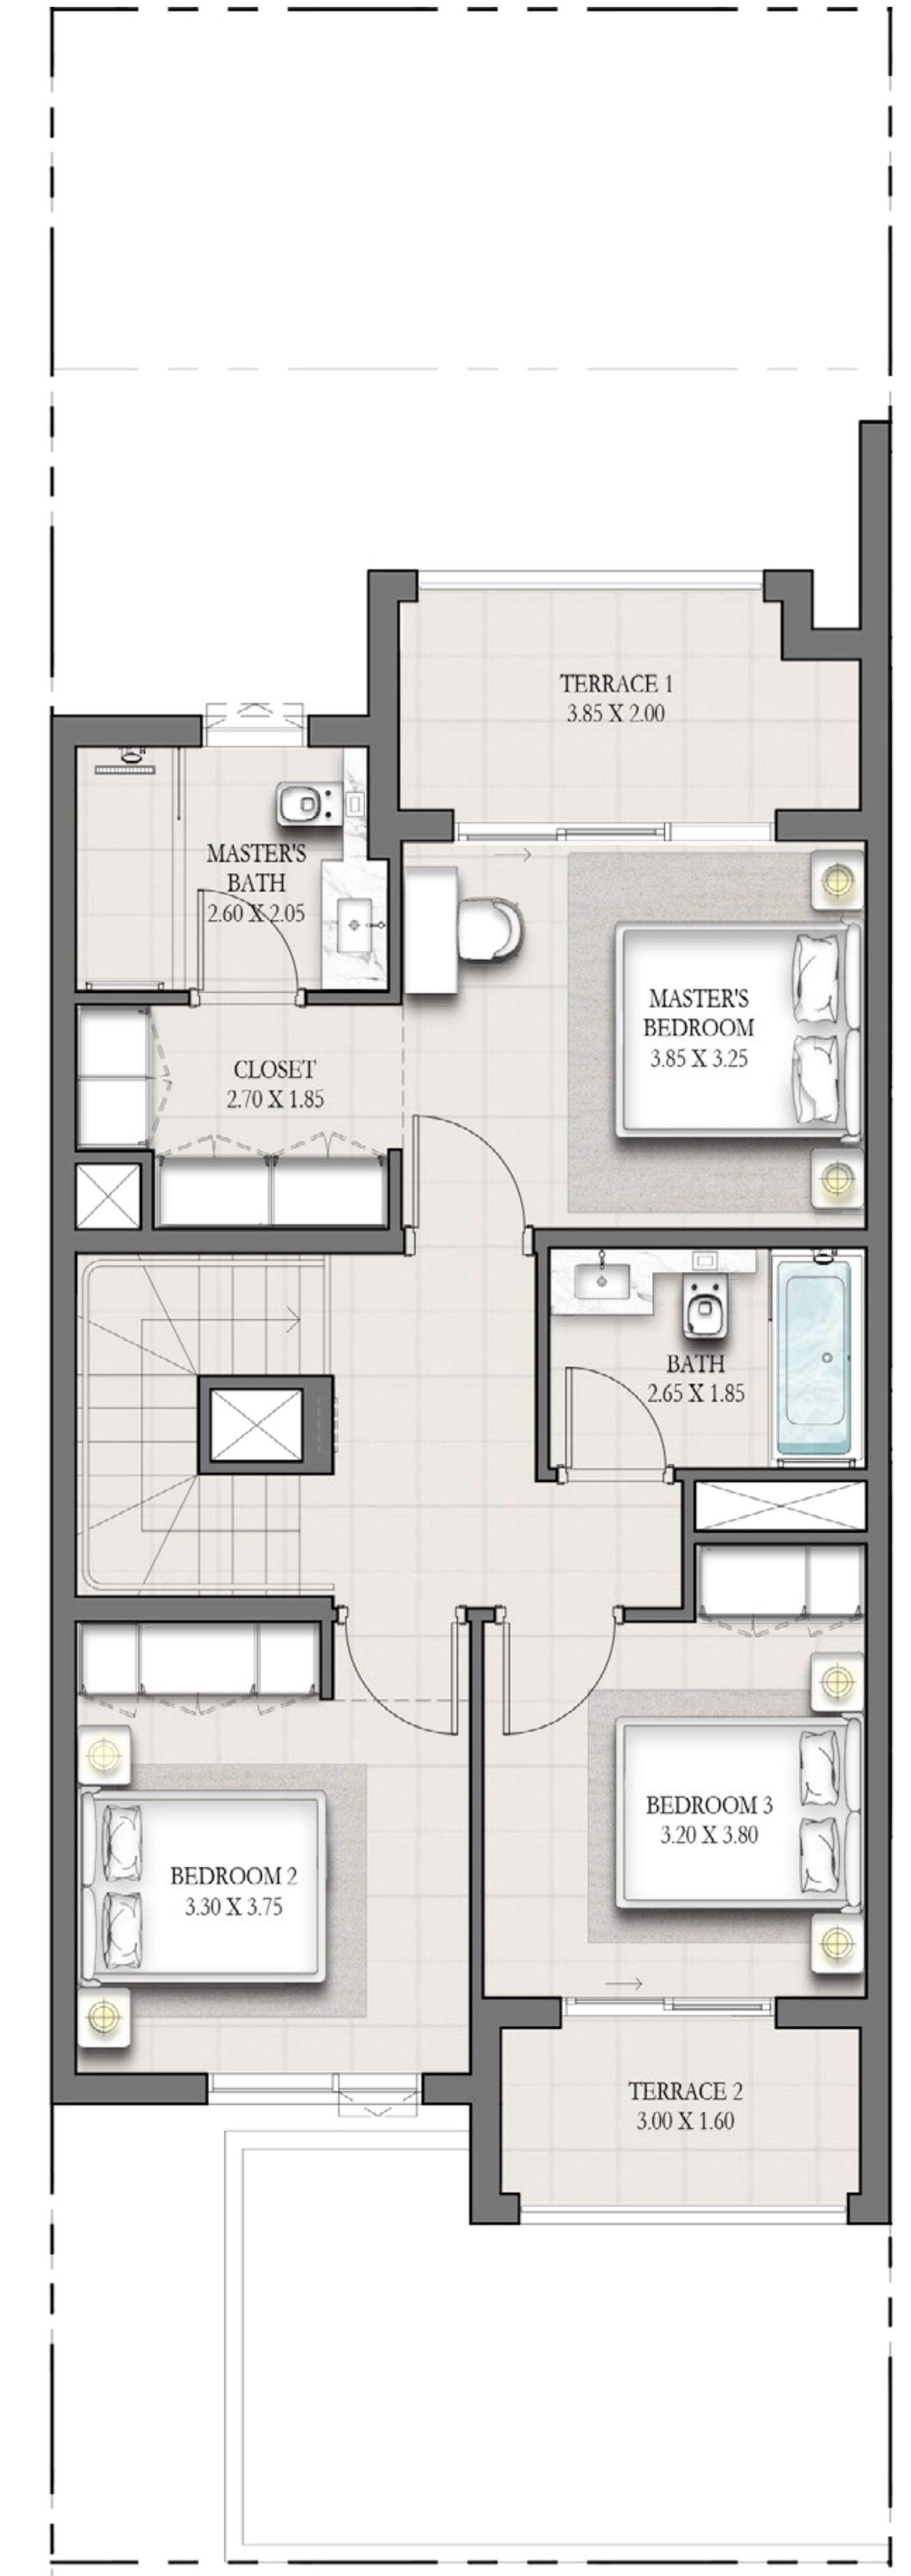 TERRACE 1
3.85 X 2.00
MASTER'S
BATH
2.60 X 2.05
MASTER'S
BEDROOM
3.85 X 3.25
CLOSET
2.70 X 1.85
BATH
2.65 X 1.85
BEDROOM 3
3.20 X 3.80
BEDROOM 2
3.30 X 3.75
TERRACE 2
3.00 X 1.60